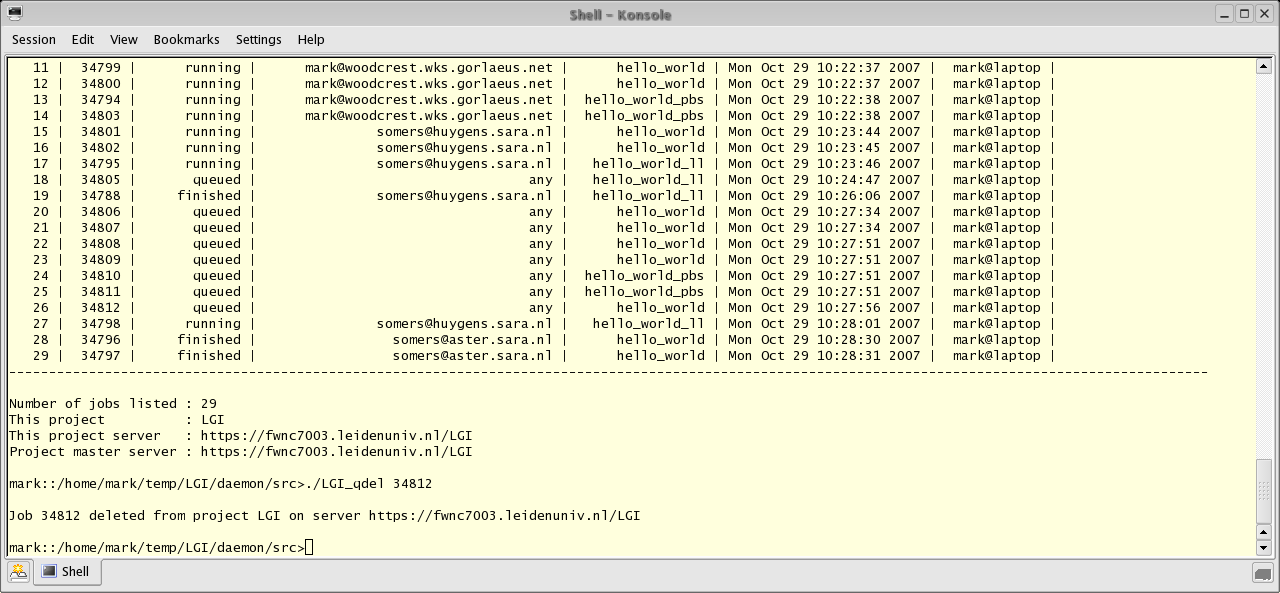 Shell - Konsole
Session Edit View Bookmarks Settings Help
11 | 34799 | running | mark@woodcrest.wks.gorlaeus.net | hello_world | Mon Oct 29 10:22:37 2007 | mark@laptop |
12 | 34800 | running | mark@woodcrest.wks.gorlaeus.net | hello_world | Mon Oct 29 10:22:37 2007 | mark@laptop |
13 | 34794 | running | mark@woodcrest.wks.gorlaeus.net | hello_world_pbs | Mon Oct 29 10:22:38 2007 | mark@laptop |
14 | 34803 | running | mark@woodcrest.wks.gorlaeus.net | hello_world_pbs | Mon Oct 29 10:22:38 2007 | mark@laptop |
15 | 34801 | running | somers@huygens.sara.nl | hello_world | Mon Oct 29 10:23:44 2007 | mark@laptop |
16 | 34802 | running | somers@huygens.sara.nl | hello_world | Mon Oct 29 10:23:45 2007 | mark@laptop |
17 | 34795 | running | somers@huygens.sara.nl | hello_world_ll | Mon Oct 29 10:23:46 2007 | mark@laptop |
18 | 34805 | queued | any | hello_world_ll | Mon Oct 29 10:24:47 2007 | mark@laptop |
19 | 34788 | finished | somers@huygens.sara.nl | hello_world_ll | Mon Oct 29 10:26:06 2007 | mark@laptop |
20 | 34806 | queued | any | hello_world | Mon Oct 29 10:27:34 2007 | mark@laptop |
21 | 34807 | queued | any | hello_world | Mon Oct 29 10:27:34 2007 | mark@laptop |
22 | 34808 | queued | any | hello_world | Mon Oct 29 10:27:51 2007 | mark@laptop |
23 | 34809 | queued | any | hello_world | Mon Oct 29 10:27:51 2007 | mark@laptop |
24 | 34810 | queued | any | hello_world_pbs | Mon Oct 29 10:27:51 2007 | mark@laptop |
25 | 34811 | queued | any | hello_world_pbs | Mon Oct 29 10:27:51 2007 | mark@laptop |
26 | 34812 | queued | any | hello_world | Mon Oct 29 10:27:56 2007 | mark@laptop |
27 | 34798 | running | somers@huygens.sara.nl | hello_world_ll | Mon Oct 29 10:28:01 2007 | mark@laptop |
28 | 34796 | finished | somers@aster.sara.nl | hello_world | Mon Oct 29 10:28:30 2007 | mark@laptop |
29 | 34797 | finished | somers@aster.sara.nl | hello_world | Mon Oct 29 10:28:31 2007 | mark@laptop |
------------------------------------------------------------------------------------------------------------------------------------------------------
Number of jobs listed : 29
This project : LGI
This project server : https://fwnc7003.leidenuniv.nl/LGI
Project master server : https://fwnc7003.leidenuniv.nl/LGI
mark::/home/mark/temp/LGI/daemon/src>./LGI_qdel 34812
Job 34812 deleted from project LGI on server https://fwnc7003.leidenuniv.nl/LGI
mark::/home/mark/temp/LGI/daemon/src>
Shell